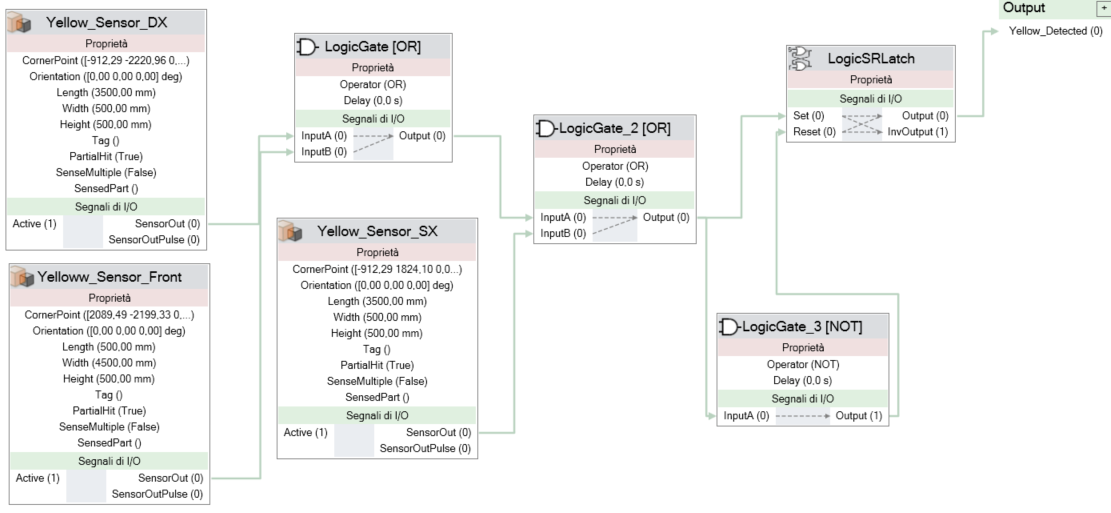 Yellow_Sensor_DX
Proprietà
CornerPoint ([-912,29 -2220,96 0,...)
Orientation ([0,00 0,00 0,00] deg)
Length (3500,00 mm)
Width (500,00 mm)
Height (500,00 mm)
Tag ()
PartialHit (True)
SenseMultiple (False)
SensedPart ()
Segnali di I/O
Active (1) SensorOut (0)
SensorOutPulse (0)
Yelloww_Sensor_Front
Proprietà
CornerPoint ([2089,49 -2199,33 0,...)
Orientation ([0,00 0,00 0,00] deg)
Length (500,00 mm)
Width (4500,00 mm)
Height (500,00 mm)
Tag ()
PartialHit (True)
SenseMultiple (False)
SensedPart ()
Segnali di I/O
Active (1) SensorOut (0)
SensorOutPulse (0)
LogicGate [OR]
Proprietà
Operator (OR)
Delay (0,0 s)
Segnali di I/O
InputA (0) Output (0)
InputB (0)
Yellow_Sensor_SX
Proprietà
CornerPoint ([-912,29 1824,10 0,0...)
Orientation ([0,00 0,00 0,00] deg)
Length (3500,00 mm)
Width (500,00 mm)
Height (500,00 mm)
Tag ()
PartialHit (True)
SenseMultiple (False)
SensedPart ()
Segnali di I/O
Active (1) SensorOut (0)
SensorOutPulse (0)
LogicGate_2 [OR]
Proprietà
Operator (OR)
Delay (0,0 s)
Segnali di I/O
InputA (0) Output (0)
InputB (0)
LogicSRLatch
Proprietà
Segnali di I/O
Set (0) Output (0)
Reset (0) InvOutput (1)
LogicGate_3 [NOT]
Proprietà
Operator (NOT)
Delay (0,0 s)
Segnali di I/O
InputA (0) Output (1)
Output +
Yellow_Detected (0)